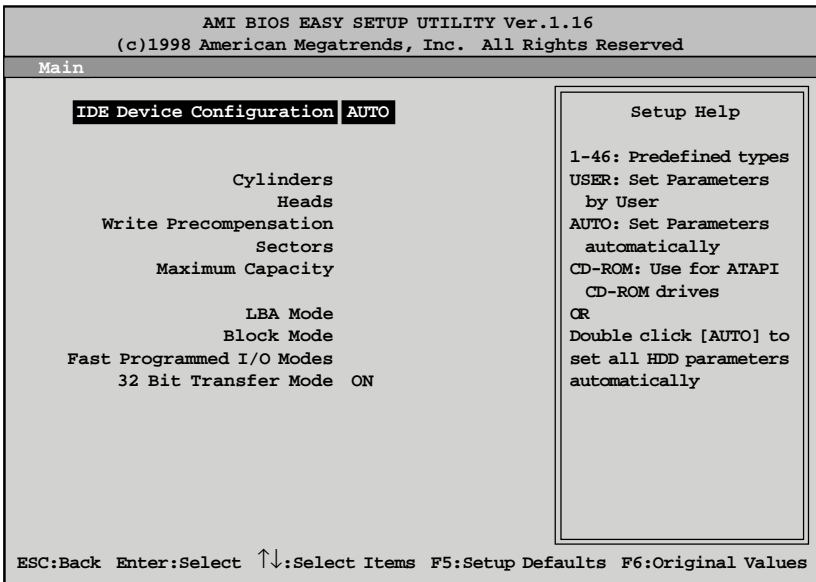 AMI BIOS EASY SETUP UTILITY Ver.1.16
(c)1998 American Megatrends, Inc. All Rights Reserved
Main
IDE Device Configuration AUTO
Cylinders
Heads
Write Precompensation
Sectors
Maximum Capacity
LBA Mode
Block Mode
Fast Programmed I/O Modes
32 Bit Transfer Mode ON
Setup Help
1-46: Predefined types
USER: Set Parameters
by User
AUTO: Set Parameters
automatically
CD-ROM: Use for ATAPI
CD-ROM drives
OR
Double click [AUTO] to
set all HDD parameters
automatically
ESC:Back Enter:Select ↑↓:Select Items F5:Setup Defaults F6:Original Values